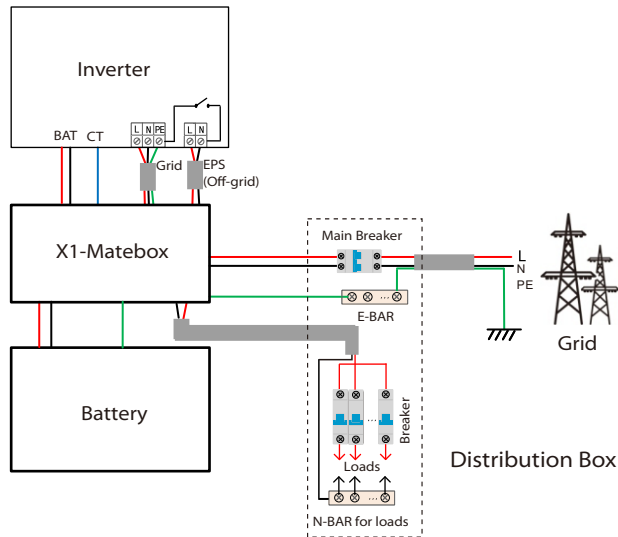 Inverter
BAT
CT
L N PE
L N
Grid
EPS
(Off-grid)
X1-Matebox
Main Breaker
L
N
PE
E-BAR
Grid
Battery
Breaker
Loads
Distribution Box
N-BAR for loads